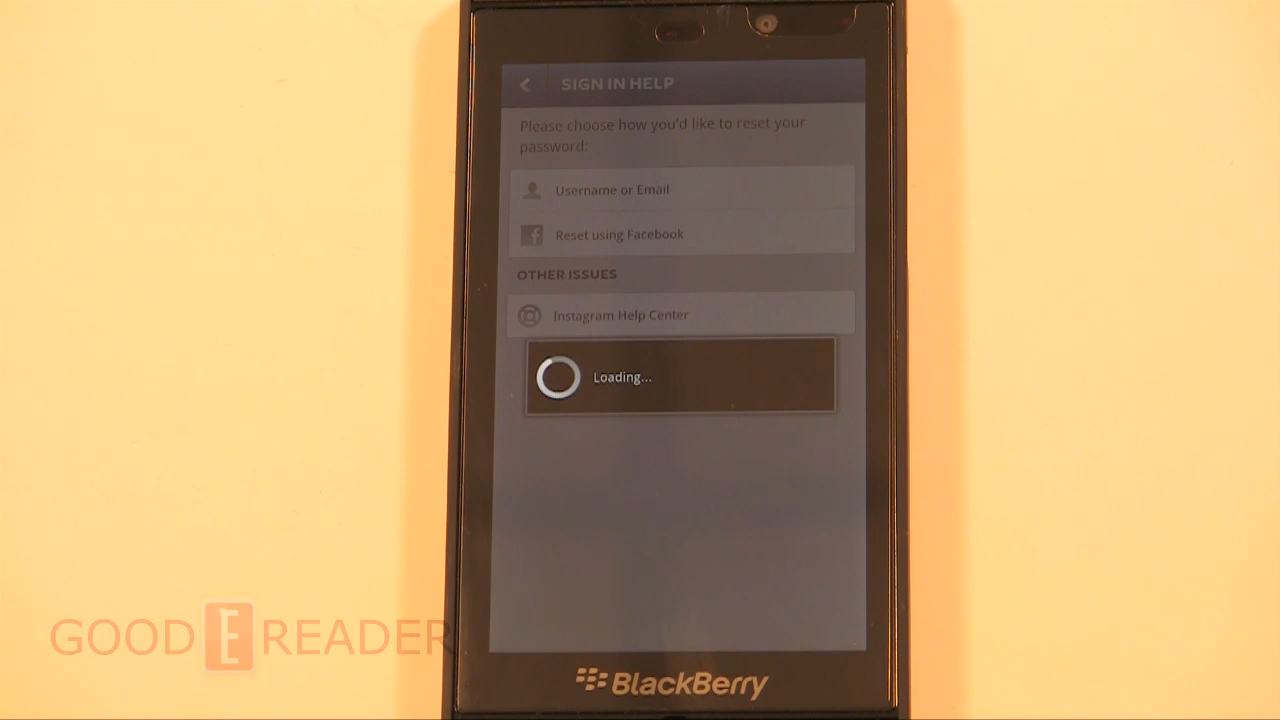 SIGN IN HELP
Please choose how you'd like to reset your
password:
Username or Email
Reset using Facebook
OTHER ISSUES
Instagram Help Center
Loading...
GOOD E READER
BlackBerry